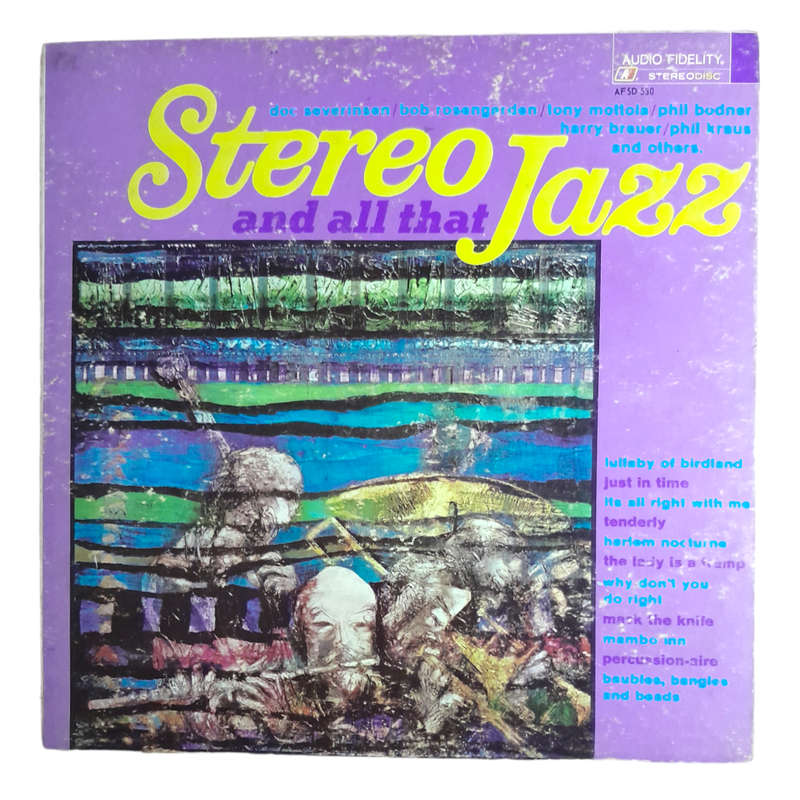 AUDIO FIDELITY®
STEREODISC
AFSD 590
doc severinsen/bob rosengarden/tony mottola/phil bodner
harry breuer/phil kraus
and others.
Stereo
and all that
Jazz
lullaby of birdland
just in time
its all right with me
tenderly
harlem nocturne
the lady is a tramp
why don't you
do right
mack the knife
mambo inn
percussion-aire
baubles, bangles
and beads